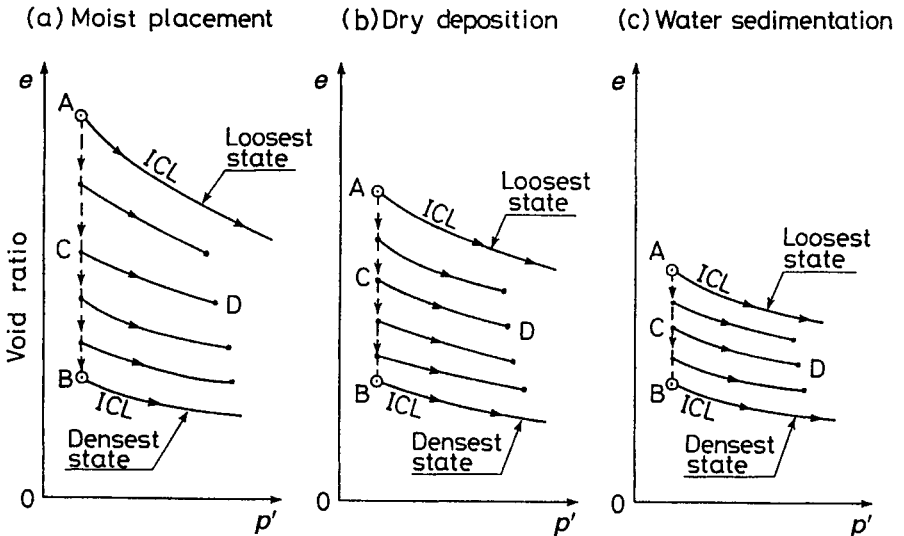 (a) Moist placement
e
A
ICL
Loosest
state
C
D
B
ICL
Densest
state
Void ratio
0
p'
(b) Dry deposition
e
A
ICL
Loosest
state
C
D
B
ICL
Densest
state
0
p'
(c) Water sedimentation
e
A
ICL
Loosest
state
C
D
B
ICL
Densest
state
0
p'